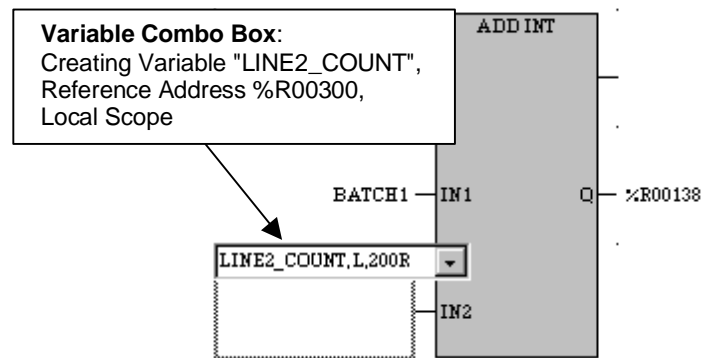 Variable Combo Box:
Creating Variable "LINE2_COUNT",
Reference Address %R00300,
Local Scope
ADD INT
BATCH1
IN1
Q
%R00138
LINE2_COUNT,L,200R
IN2